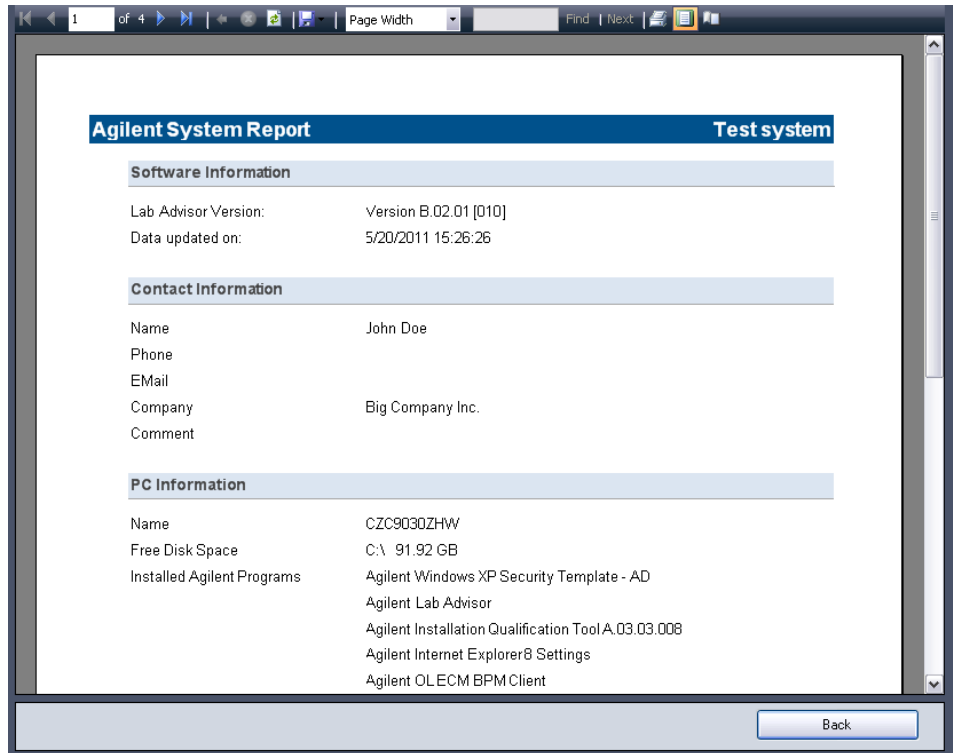 1 of 4 | | Page Width Find | Next |
Agilent System Report Test system
Software Information
Lab Advisor Version: Version B.02.01 [010]
Data updated on: 5/20/2011 15:26:26
Contact Information
Name John Doe
Phone
EMail
Company Big Company Inc.
Comment
PC Information
Name CZC9030ZHW
Free Disk Space C:\ 91.92 GB
Installed Agilent Programs Agilent Windows XP Security Template - AD
Agilent Lab Advisor
Agilent Installation Qualification Tool A.03.03.008
Agilent Internet Explorer8 Settings
Agilent OLECM BPM Client
Back